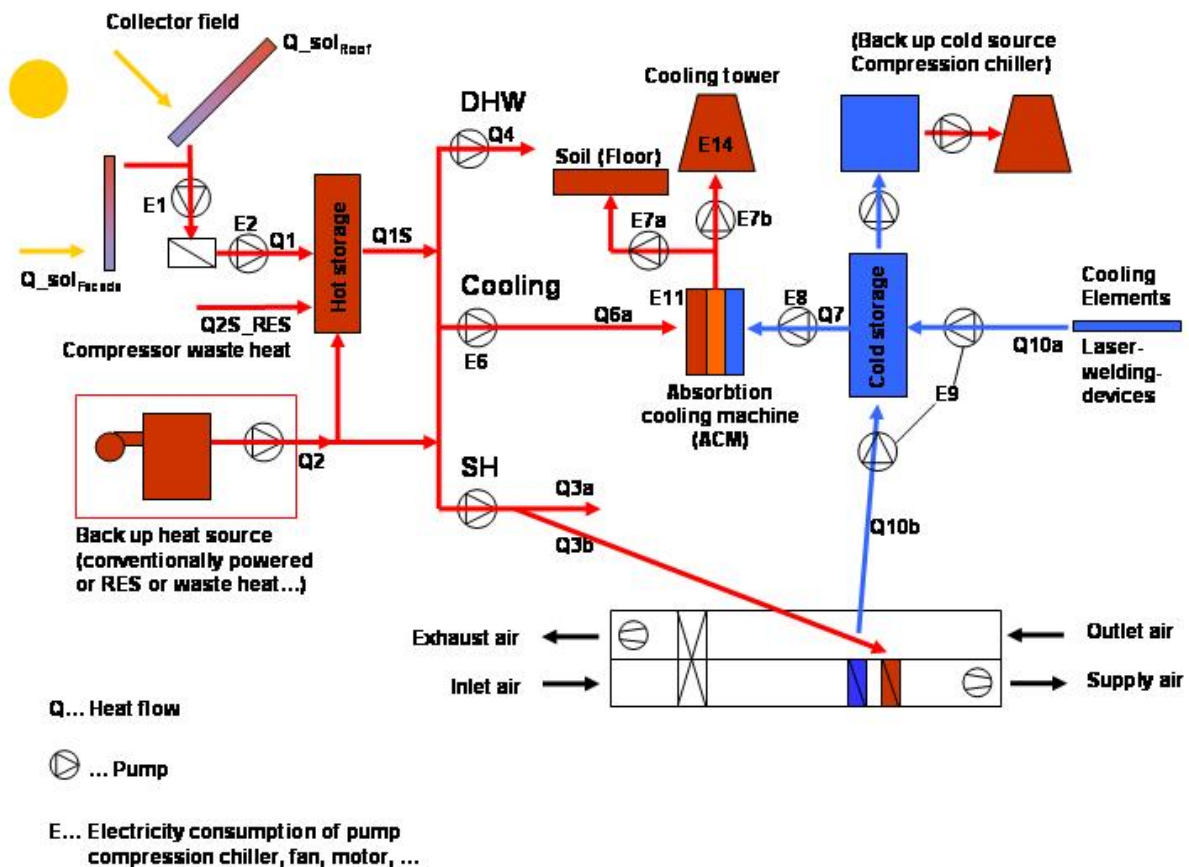 Collector field
Q_sol Roof
(Back up cold source
Compression chiller)
Cooling tower
DHW
Q4
E14
Soil (Floor)
E1
E2
Q1
Hot storage
Q1S
E7a
E7b
Q_sol Facade
Cooling
E11
E8
Q7
Cold storage
Cooling
Elements
Q2S_RES
Compressor waste heat
Q6a
E6
Q10a
Laser-
welding-
devices
Absorbtion
cooling machine
(ACM)
E9
Q2
SH
Q3a
Q3b
Q10b
Back up heat source
(conventionally powered
or RES or waste heat...)
Exhaust air
Outlet air
Inlet air
Supply air
Q... Heat flow
... Pump
E... Electricity consumption of pump
compression chiller, fan, motor, ...